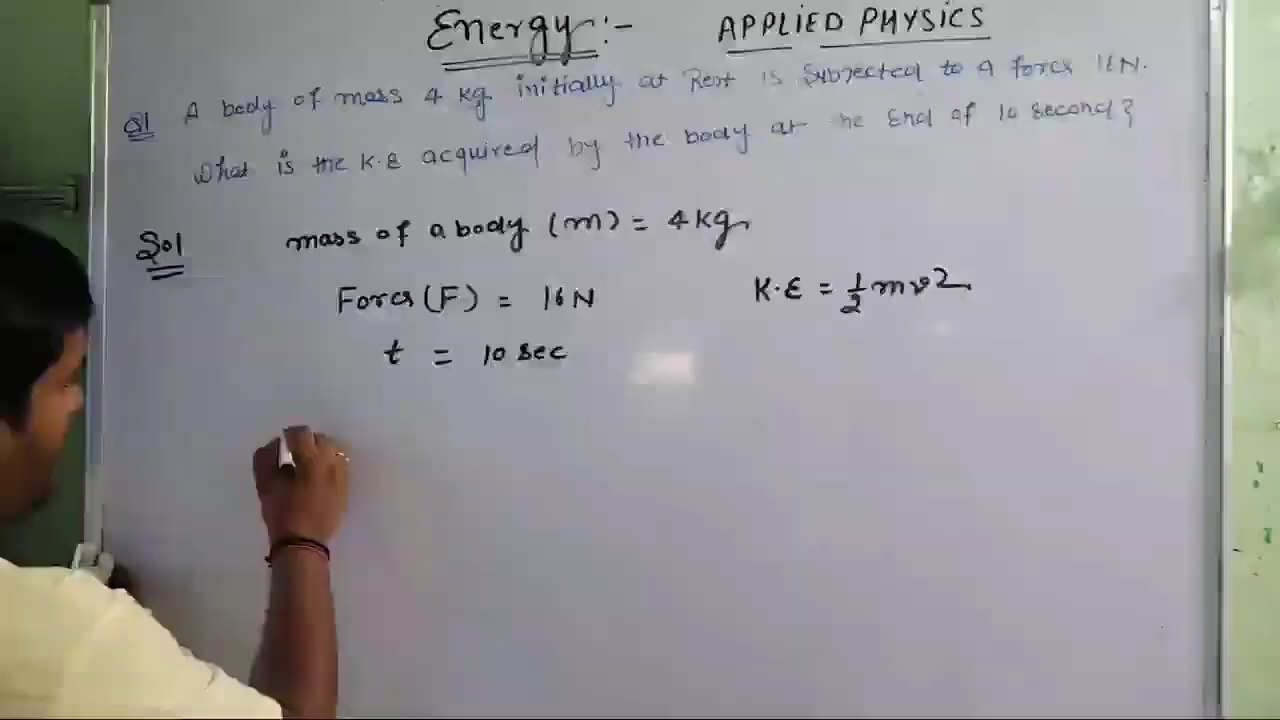 Energy:- APPLIED PHYSICS
Q1 A body of mass 4 kg initially at Rest is Subjected to a force 16N.
What is the K.E acquired by the body at the End of 10 second?
Sol mass of a body (m) = 4kg
Force(F) = 16N K.E = 1/2 mv2
t = 10 sec